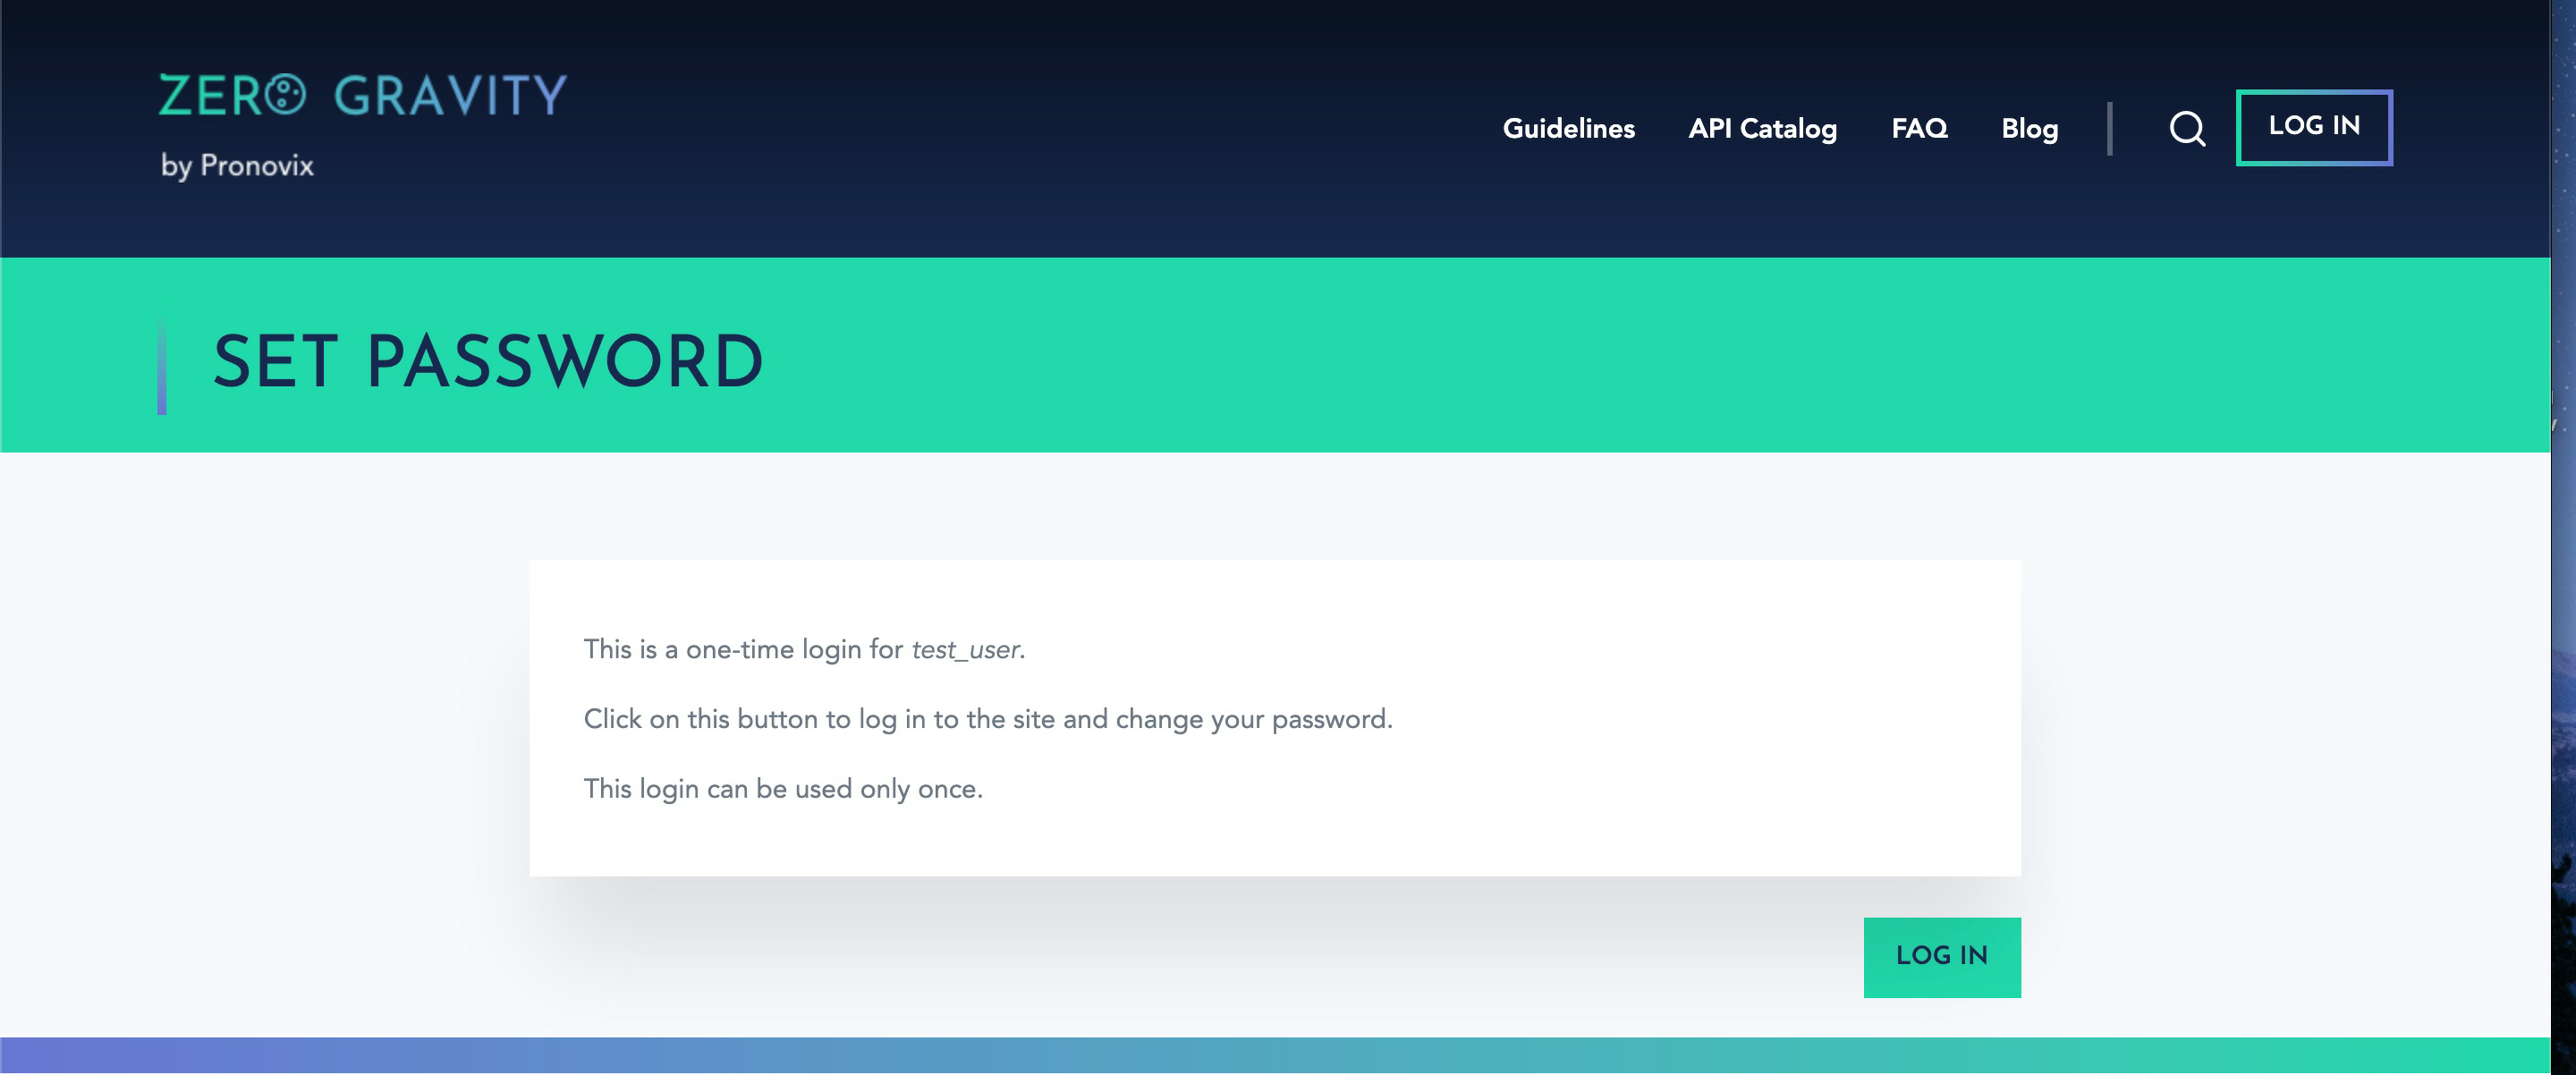 ZERO GRAVITY
by Pronovix
Guidelines API Catalog FAQ Blog LOG IN
SET PASSWORD
This is a one-time login for test_user.
Click on this button to log in to the site and change your password.
This login can be used only once.
LOG IN